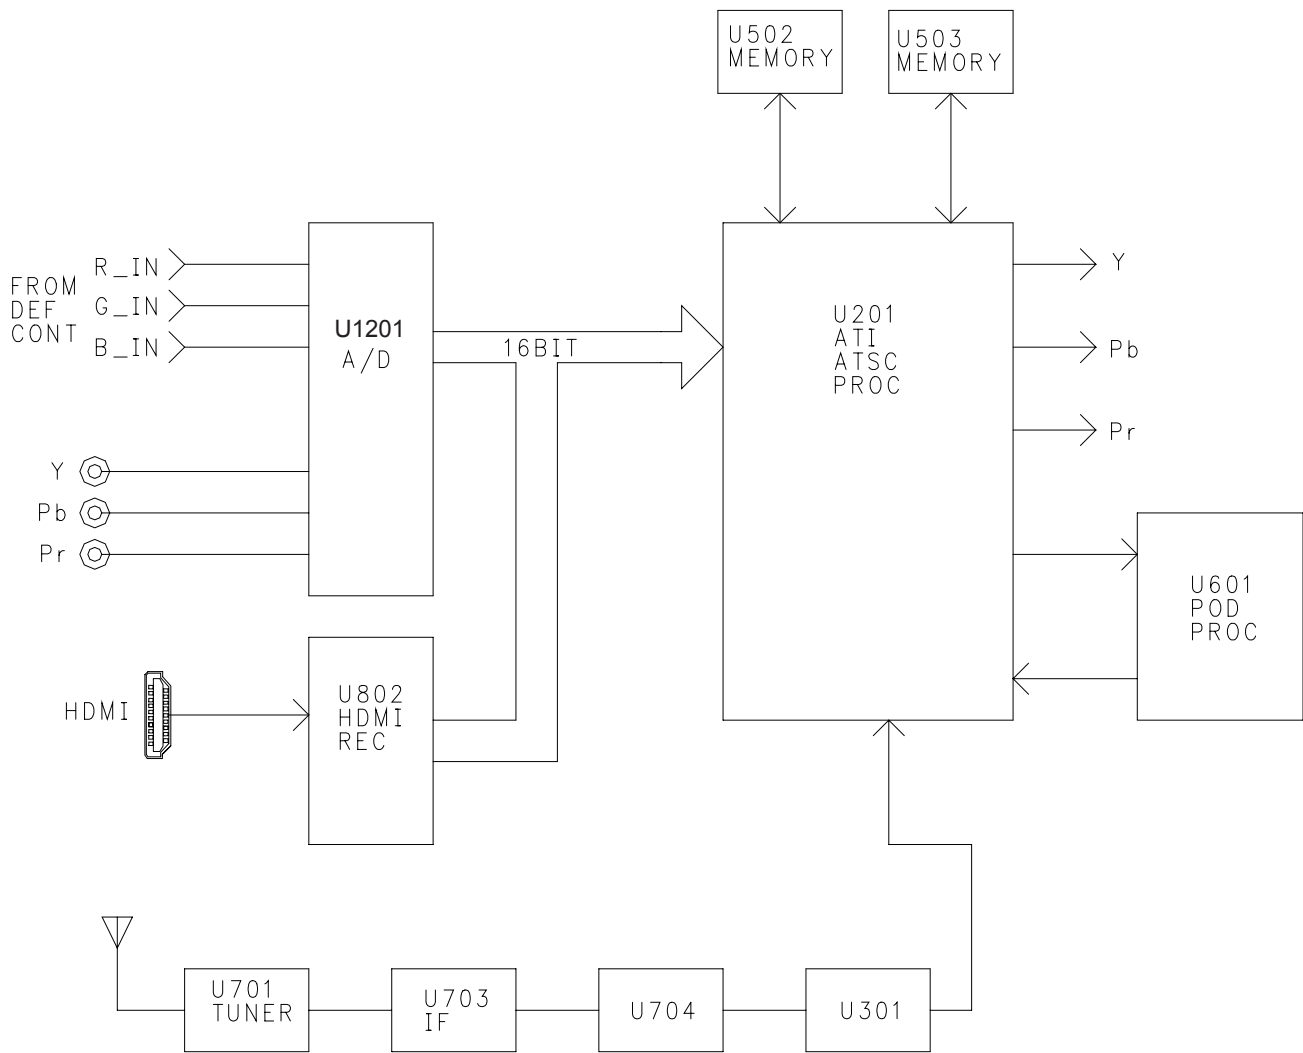 U502
MEMORY
U503
MEMORY
FROM
DEF
CONT
R_IN
G_IN
B_IN
U1201
A/D
16BIT
U201
ATI
ATSC
PROC
Y
Pb
Pr
Y
Pb
Pr
U601
POD
PROC
HDMI
U802
HDMI
REC
U701
TUNER
U703
IF
U704
U301